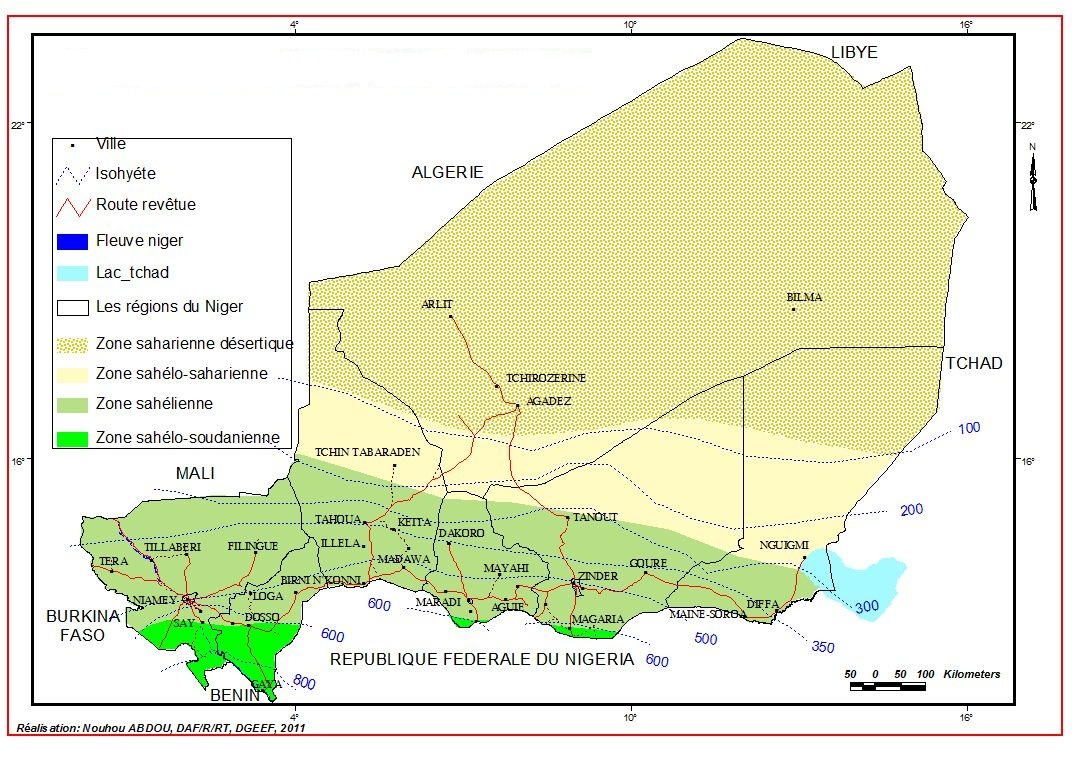 4°
10°
16°
LIBYE
22°
22°
Ville
N
Isohyéte
ALGERIE
Route revêtue
Fleuve niger
Lac_tchad
BILMA
ARLIT
Les régions du Niger
Zone saharienne désertique
TCHAD
Zone sahélo-saharienne
TCHIROZERINE
Zone sahélienne
AGADEZ
100
Zone sahélo-soudanienne
TCHIN TABARADEN
16°
16°
MALI
200
TAHOUA
KEITA
TANOUT
DAKORO
ILLELA
NGUIGMI
TILLABERI
FILINGUE
TERA
MADAWA
GOURE
MAYAHI
ZINDER
BIRNI N'KONNI
LOGA
NIAMEY
600
MARADI
AGUIE
DIFFA
300
BURKINA
FASO
SAY
DOSSO
MAGARIA
MAINE-SOROA
600
500
350
REPUBLIQUE FEDERALE DU NIGERIA
600
800
GAYA
BENIN
50 0 50 100 Kilometers
4°
10°
16°
Réalisation: Nouhou ABDOU, DAF/R/RT, DGEEF, 2011